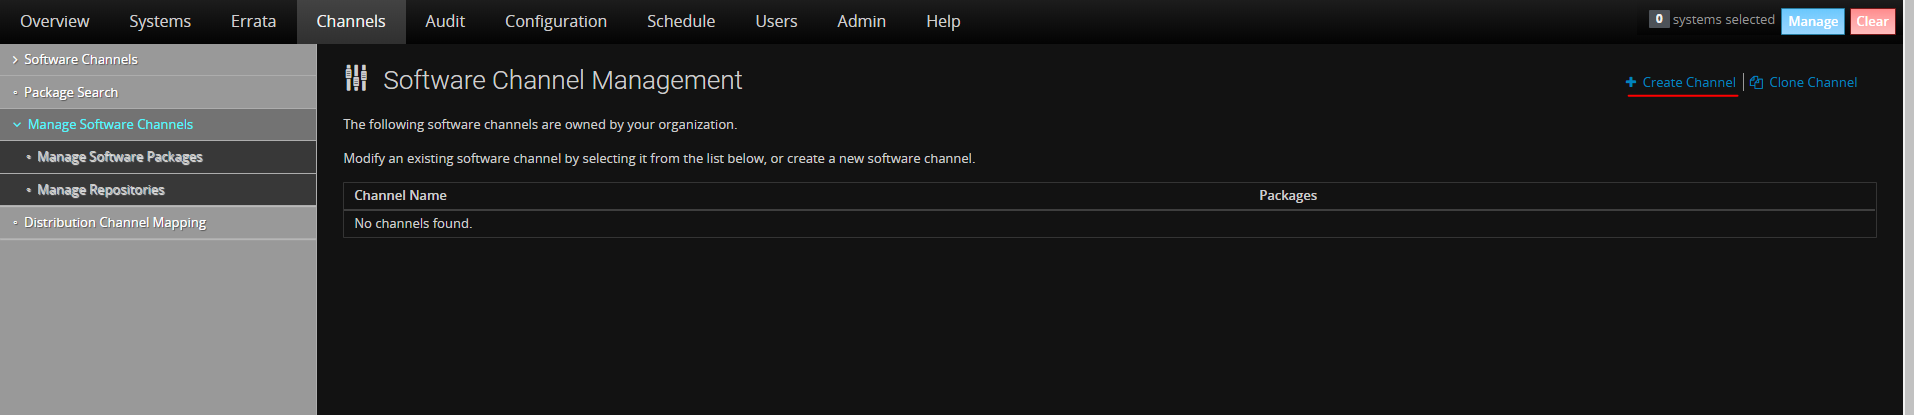 Overview Systems Errata Channels Audit Configuration Schedule Users Admin Help 0 systems selected Manage Clear
Software Channels
Package Search
Manage Software Channels
Manage Software Packages
Manage Repositories
Distribution Channel Mapping
Software Channel Management
Create Channel Clone Channel
The following software channels are owned by your organization.
Modify an existing software channel by selecting it from the list below, or create a new software channel.
Channel Name Packages
No channels found.